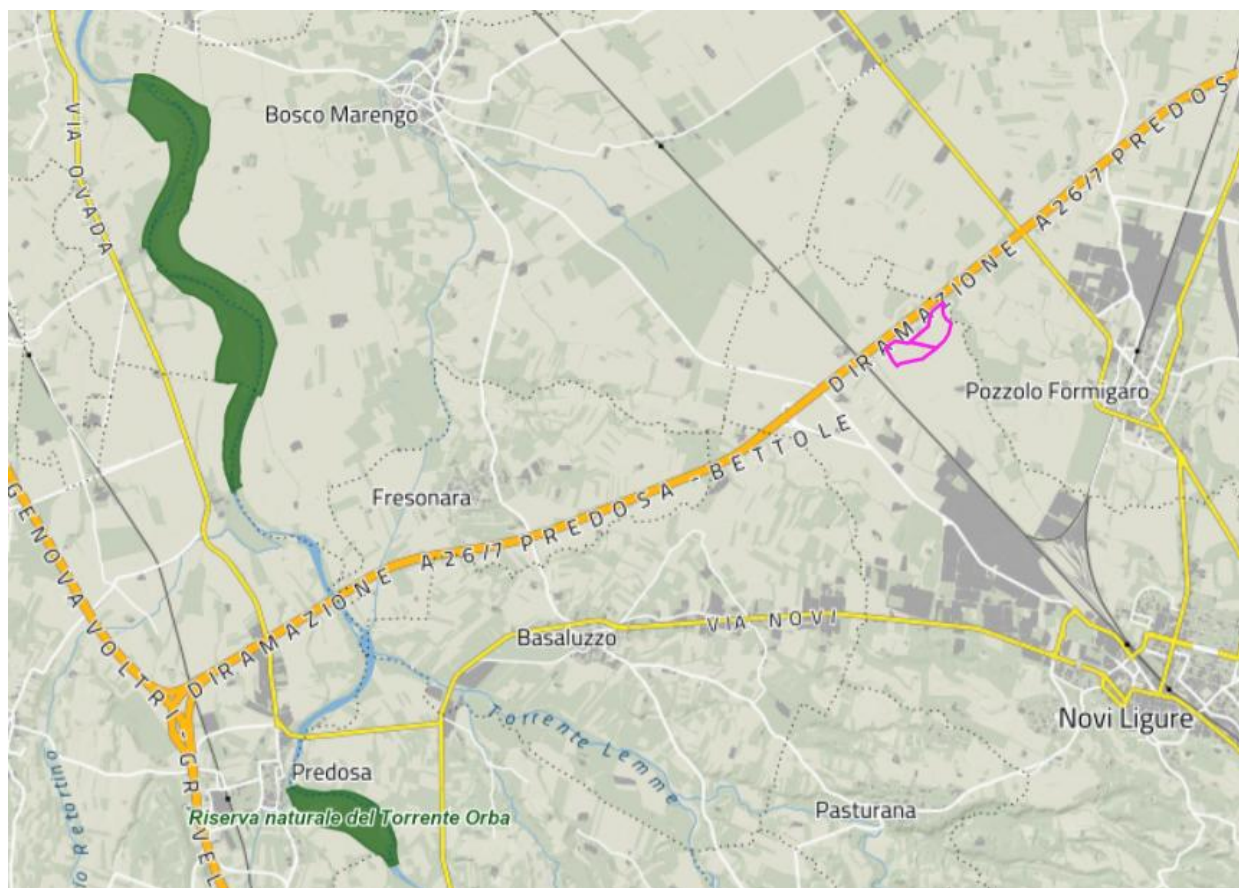 Bosco Marengo
VIA OVADA
DIRAMAZIONE A26/7 PREDOS
Pozzolo Formigaro
Fresonara
DIRAMAZIONE A26/7 PREDOSA - BETTOLE
GENOVA VOLTRI - GRAVEL
Basaluzzo
VIA NOVI
Novi Ligure
Torrente Lemme
Predosa
Riserva naturale del Torrente Orba
Pasturana
Retortino